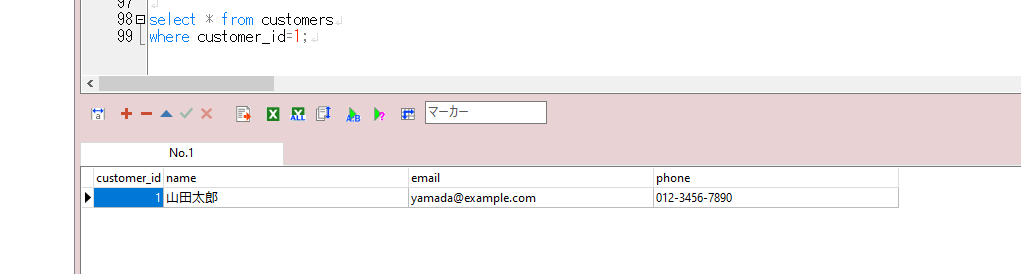 97
98 select * from customers
99 where customer_id=1;
a ALL A:B ? マーカー
No.1
customer_id name email phone
1 山田太郎 yamada@example.com 012-3456-7890